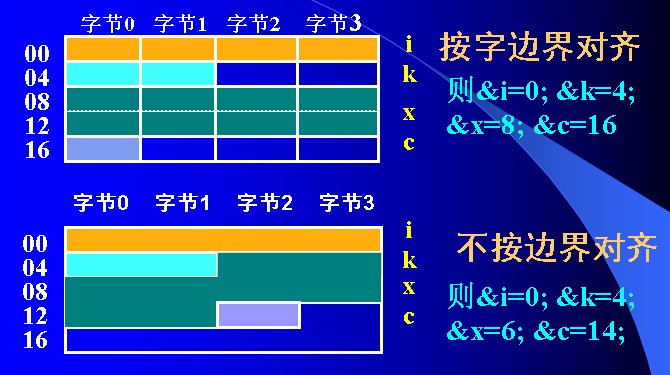 字节0 字节1 字节2 字节3
00 i
04 k
08 x
12
16 c
按字边界对齐
则&i=0; &k=4;
&x=8; &c=16
字节0 字节1 字节2 字节3
00 i
04 k
08 x
12 c
16
不按边界对齐
则&i=0; &k=4;
&x=6; &c=14;